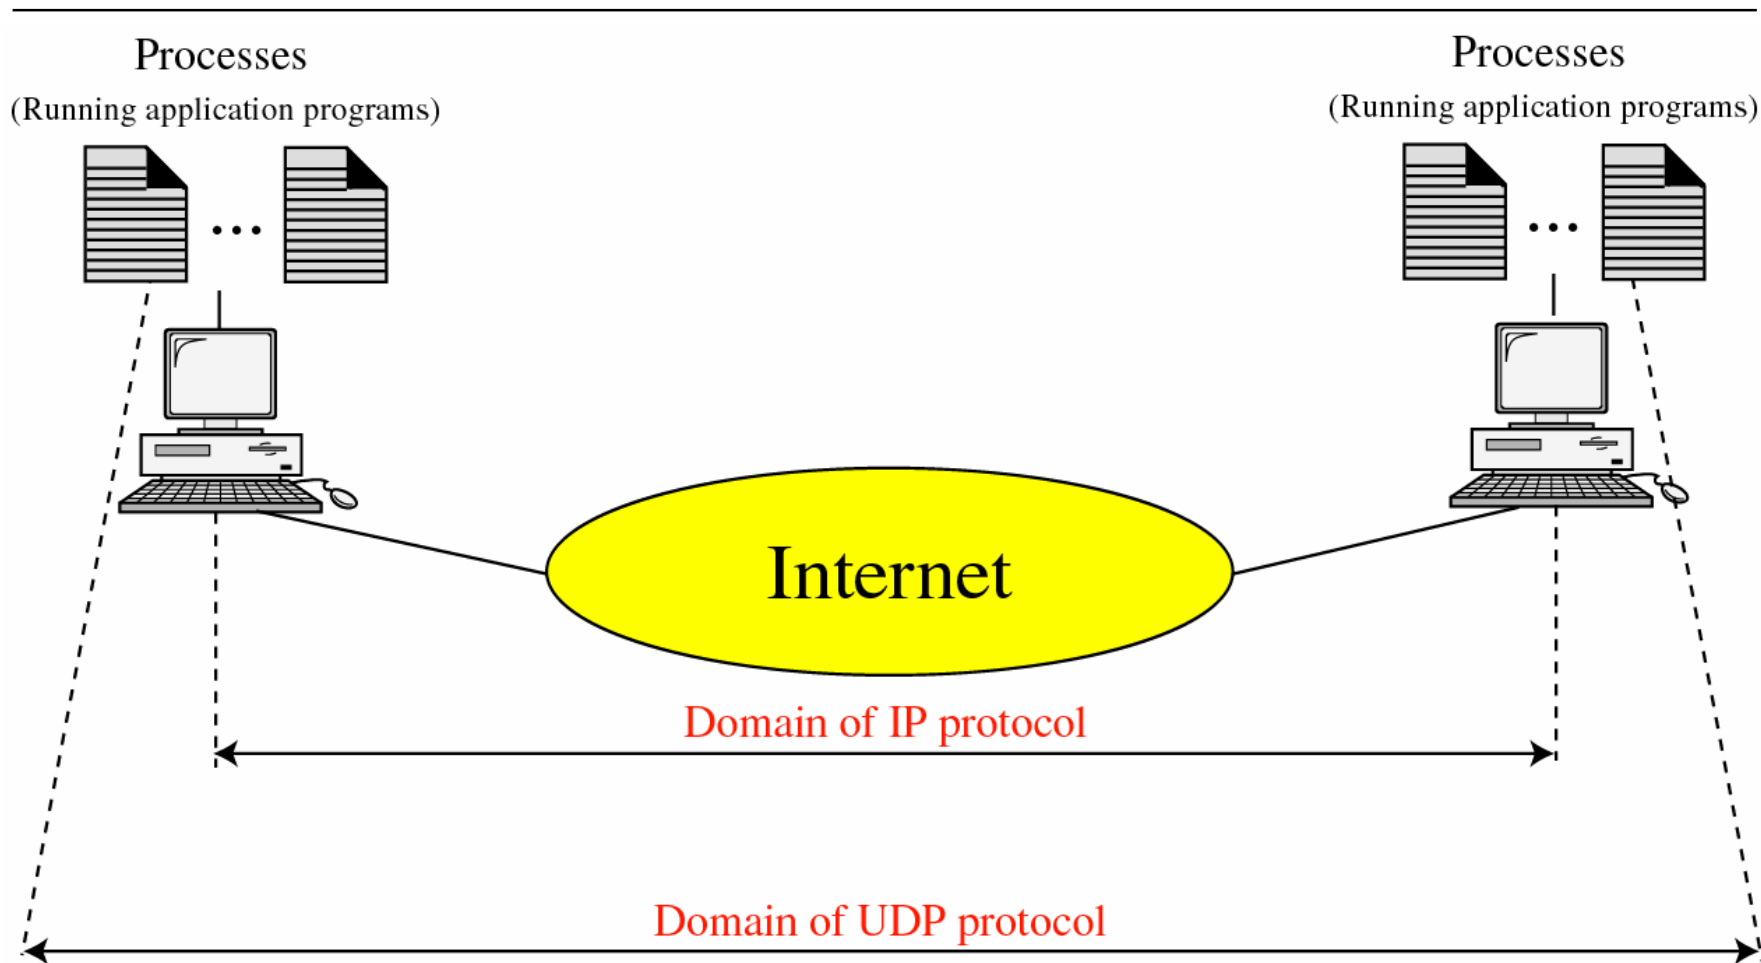 Processes
(Running application programs)
Processes
(Running application programs)
Internet
Domain of IP protocol
Domain of UDP protocol